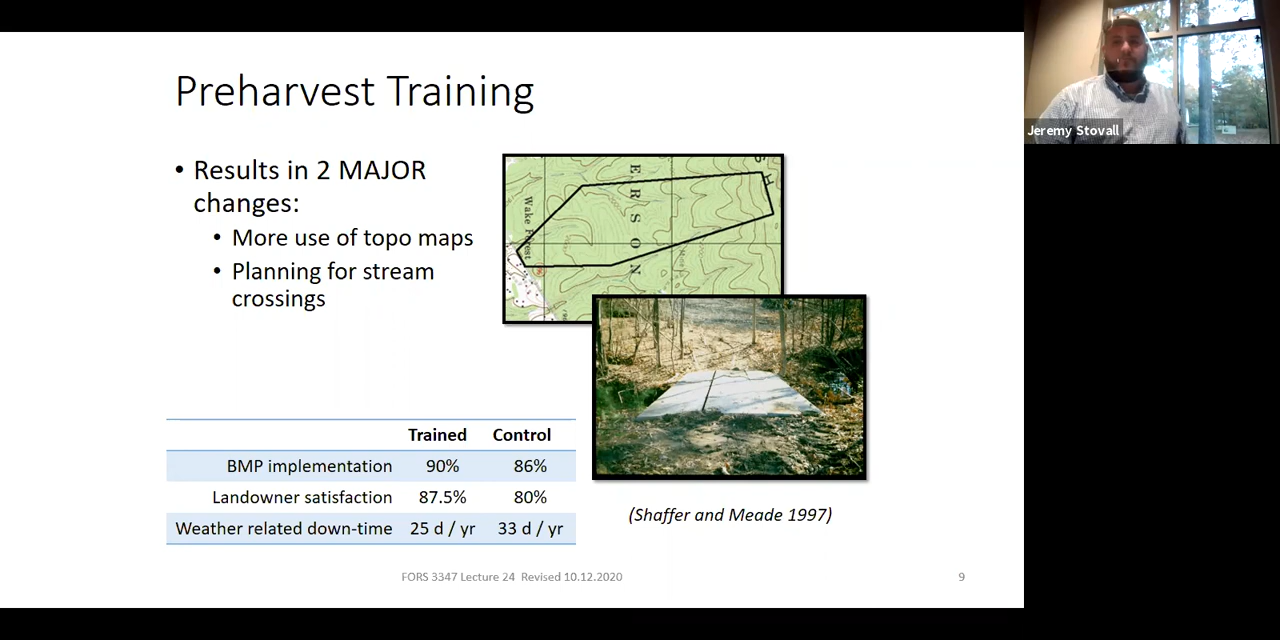 Preharvest Training
• Results in 2 MAJOR
changes:
• More use of topo maps
• Planning for stream
crossings
E R S O N
Wake Forest
S H
Trained Control
BMP implementation 90% 86%
Landowner satisfaction 87.5% 80%
Weather related down-time 25 d / yr 33 d / yr
(Shaffer and Meade 1997)
FORS 3347 Lecture 24 Revised 10.12.2020
9
Jeremy Stovall